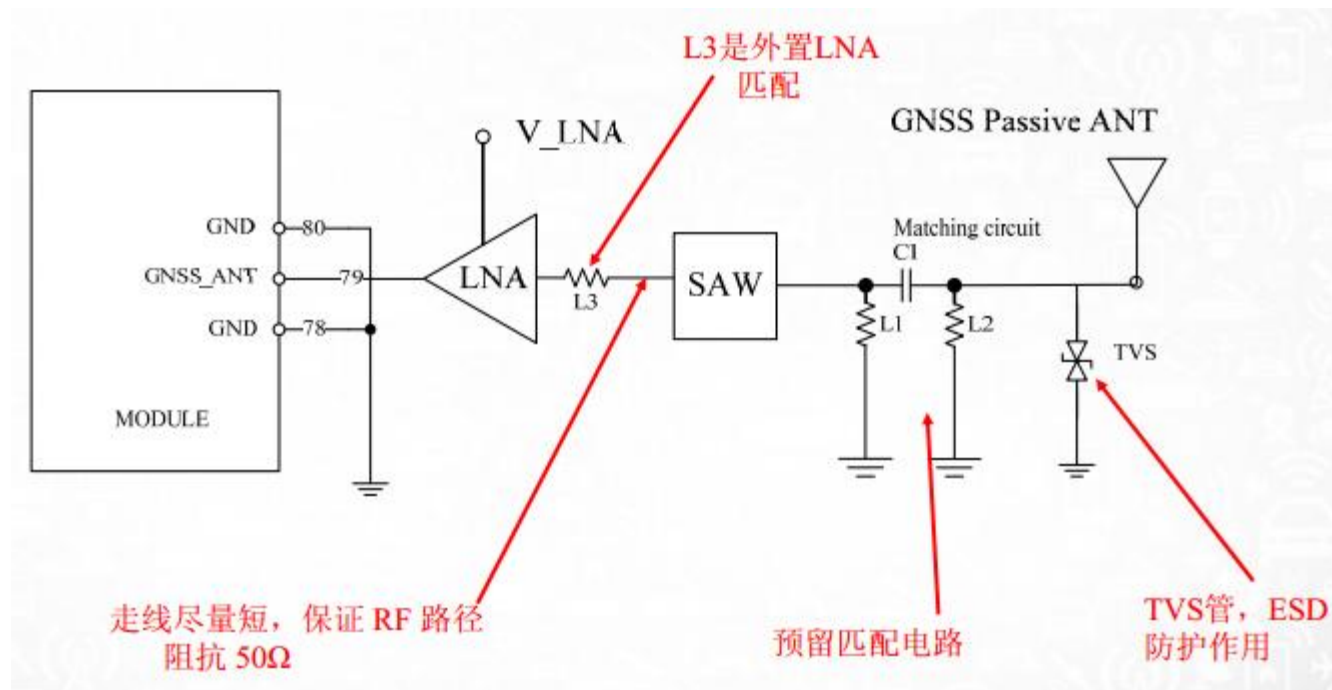 L3是外置LNA
匹配
V_LNA
GNSS Passive ANT
GND
80
Matching circuit
C1
GNSS_ANT
79
LNA
L3
SAW
GND
78
L1
L2
TVS
MODULE
走线尽量短，保证 RF 路径
阻抗 50Ω
预留匹配电路
TVS管，ESD
防护作用